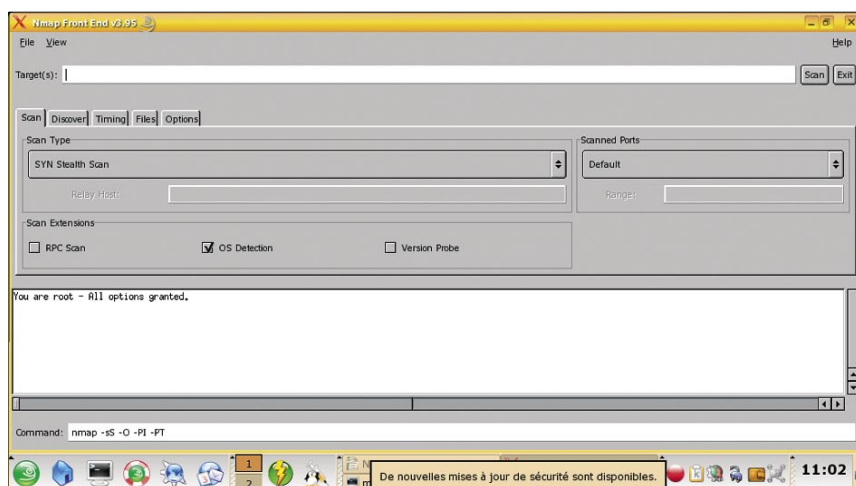 Nmap Front End v3.95
File View Help
Target(s): Scan Exit
Scan Discover Timing Files Options
Scan Type
Scanned Ports
SYN Stealth Scan
Default
Relay Host:
Range:
Scan Extensions
RPC Scan OS Detection Version Probe
You are root - All options granted.
Command: nmap -sS -O -PI -PT
1
2
De nouvelles mises à jour de sécurité sont disponibles.
11:02